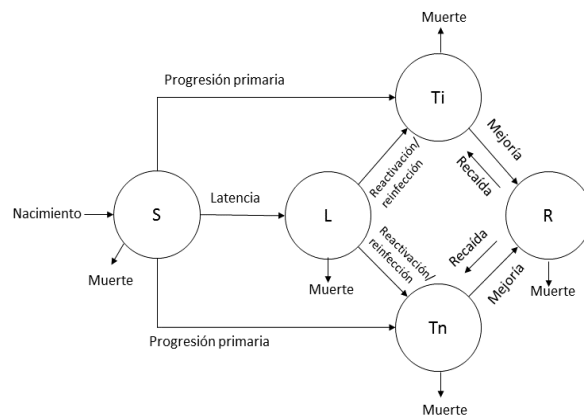 Muerte
Progresión primaria
Ti
Mejoría
Recaída
Reactivación/
reinfección
Nacimiento
S
Latencia
L
R
Muerte
Reactivación/
reinfección
Muerte
Recaída
Mejoría
Muerte
Progresión primaria
Tn
Muerte